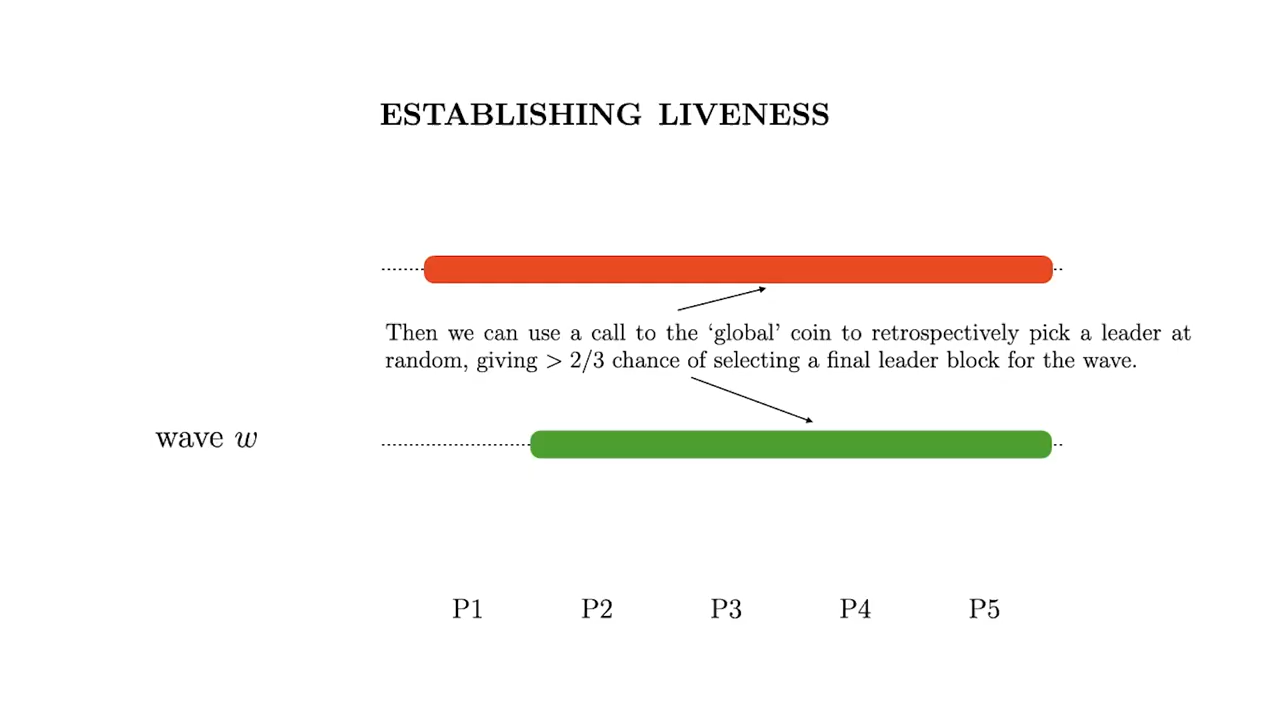 ESTABLISHING LIVENESS
Then we can use a call to the ‘global’ coin to retrospectively pick a leader at
random, giving > 2/3 chance of selecting a final leader block for the wave.
wave w
P1 P2 P3 P4 P5